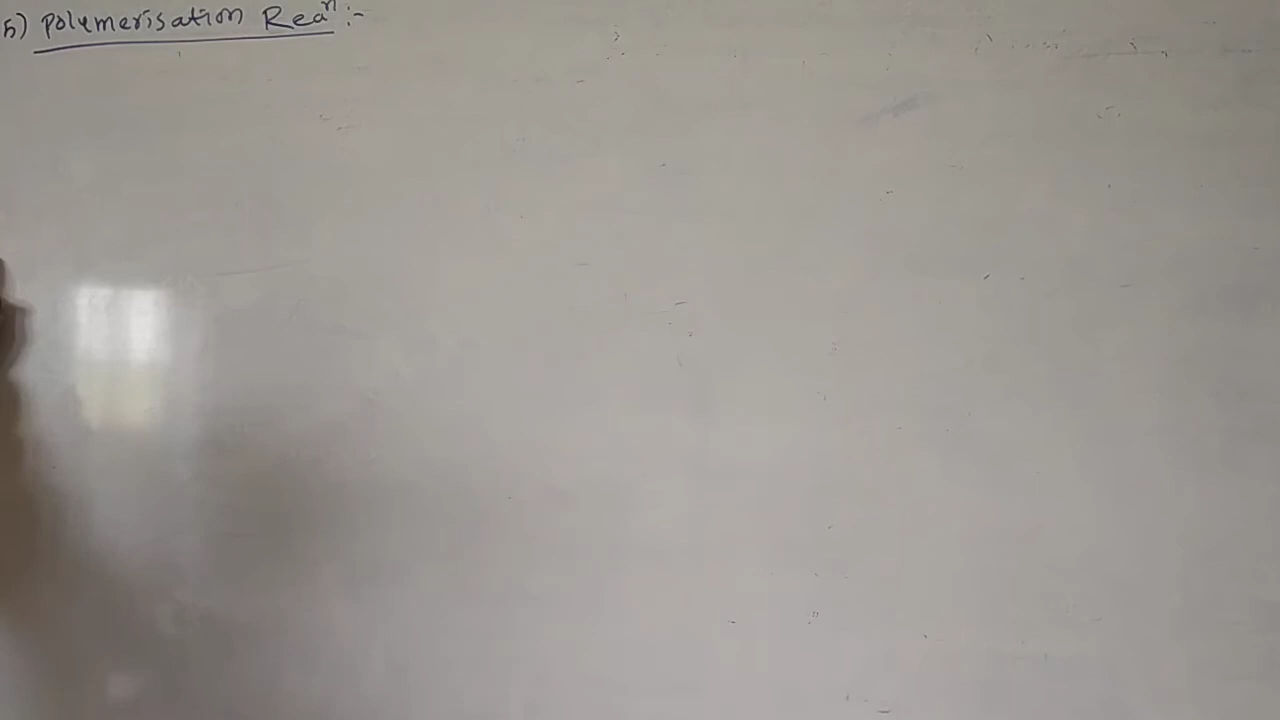 5) Polymerisation Reaⁿ :-